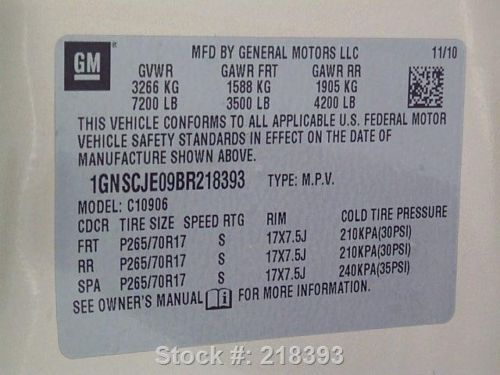 GM
MFD BY GENERAL MOTORS LLC 11/10
GVWR GAWR FRT GAWR RR
3266 KG 1588 KG 1905 KG
7200 LB 3500 LB 4200 LB
THIS VEHICLE CONFORMS TO ALL APPLICABLE U.S. FEDERAL MOTOR
VEHICLE SAFETY STANDARDS IN EFFECT ON THE DATE OF
MANUFACTURE SHOWN ABOVE.
1GNSCJE09BR218393 TYPE: M.P.V.
MODEL: C10906
CDCR TIRE SIZE SPEED RTG RIM COLD TIRE PRESSURE
FRT P265/70R17 S 17X7.5J 210KPA(30PSI)
RR P265/70R17 S 17X7.5J 210KPA(30PSI)
SPA P265/70R17 S 17X7.5J 240KPA(35PSI)
SEE OWNER'S MANUAL FOR MORE INFORMATION.
Stock #: 218393